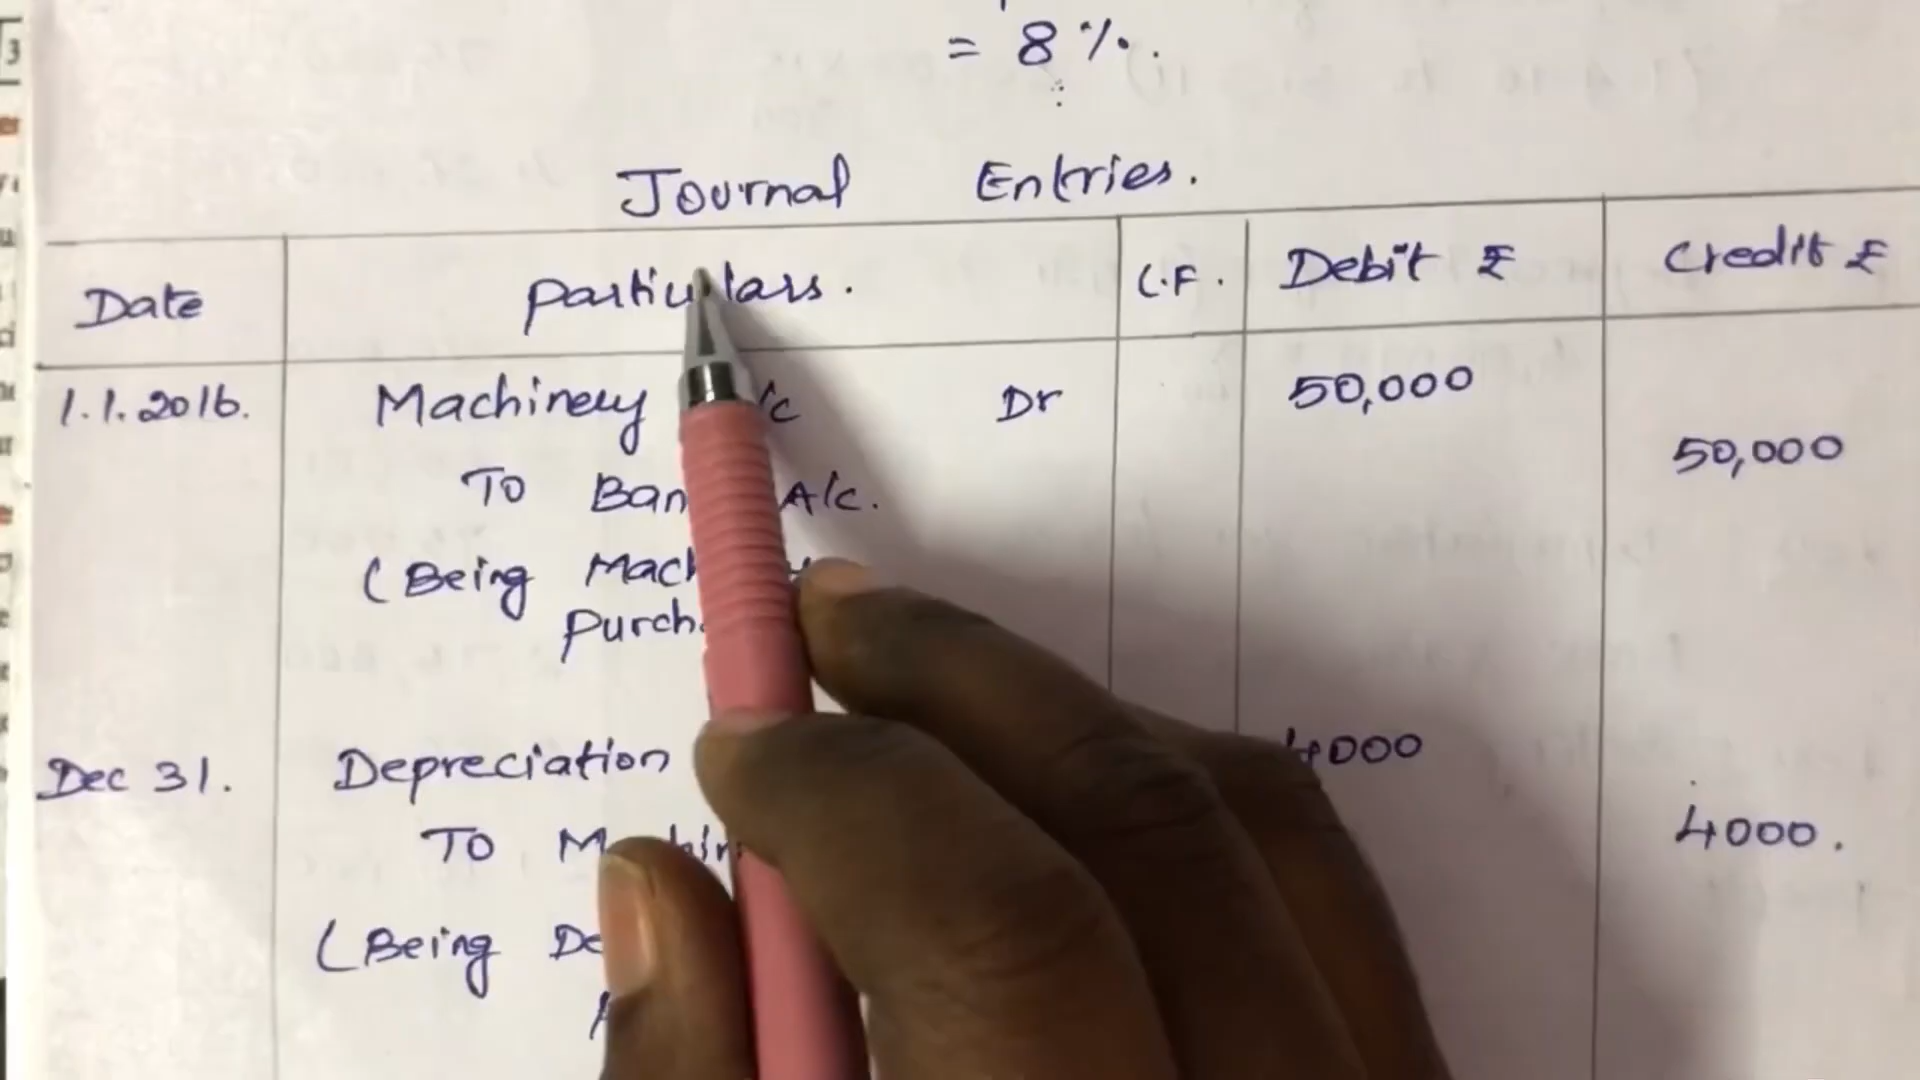 = 8 %.
Journal Entries.
Date Particulars. L.F. Debit ₹ Credit ₹
1.1.2016. Machinery Dr 50,000
To A/c. 50,000
(Being
Dec 31. Depreciation 4000
To 4000.
(Being